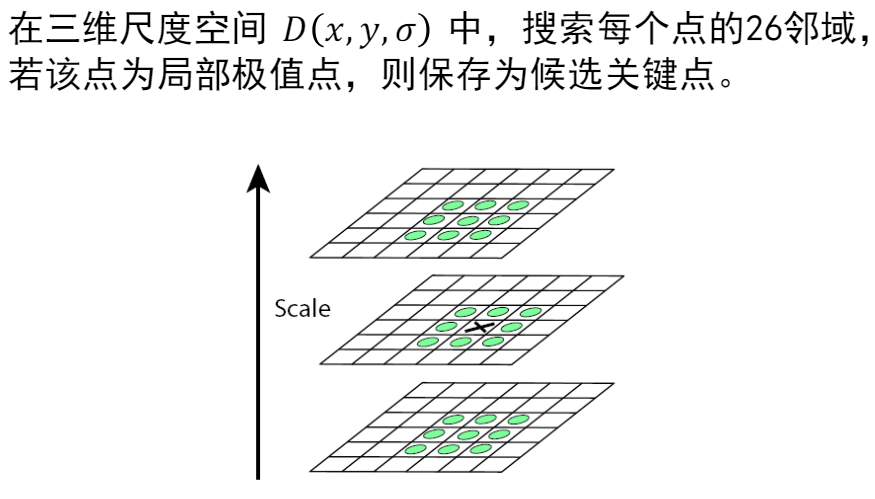 在三维尺度空间 D(x, y, σ) 中，搜索每个点的26邻域，
若该点为局部极值点，则保存为候选关键点。
Scale